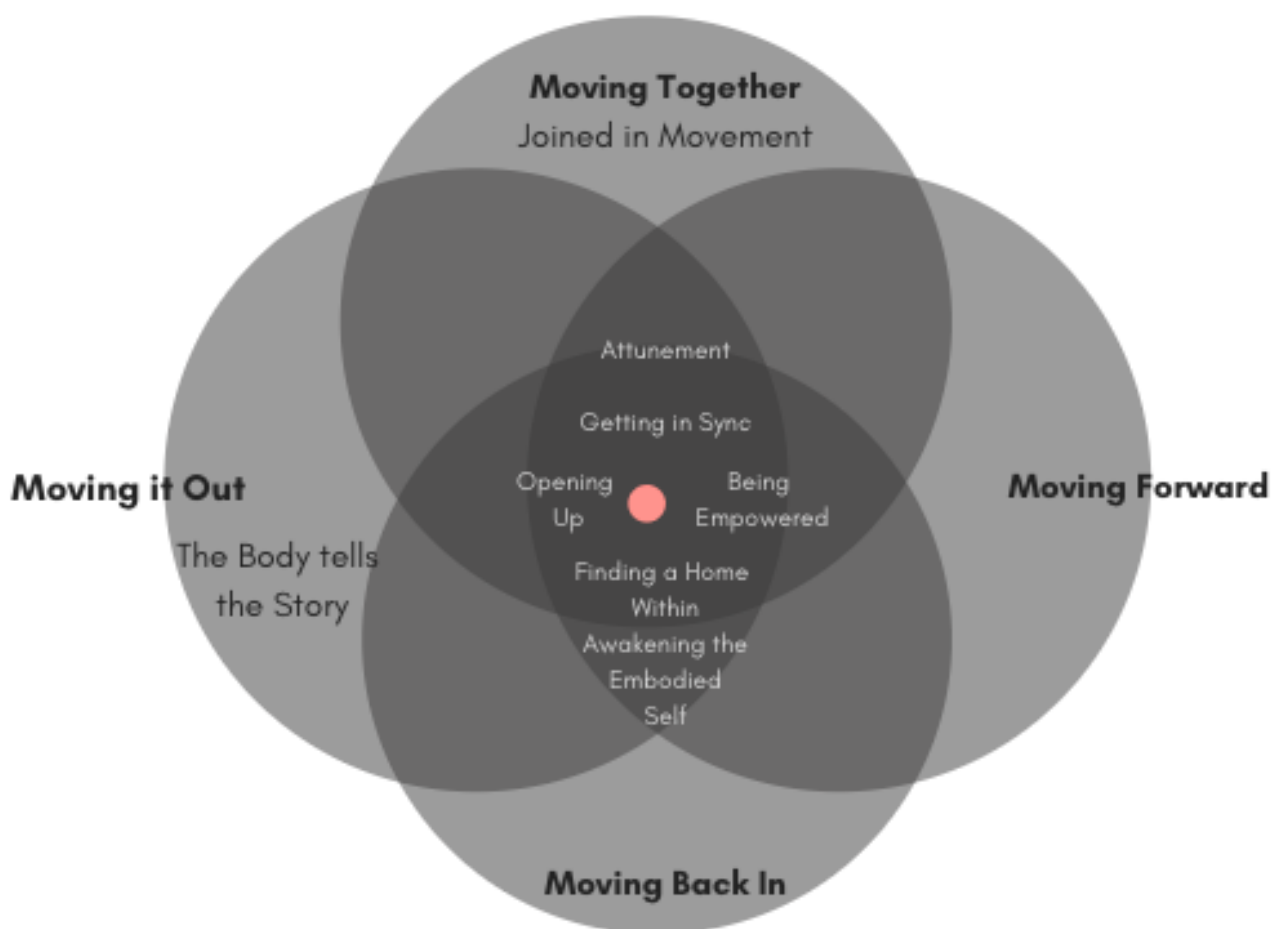 Moving Together
Joined in Movement
Attunement
Getting in Sync
Opening
Up
Being
Empowered
Moving it Out
The Body tells
the Story
Moving Forward
Finding a Home
Within
Awakening the
Embodied
Self
Moving Back In